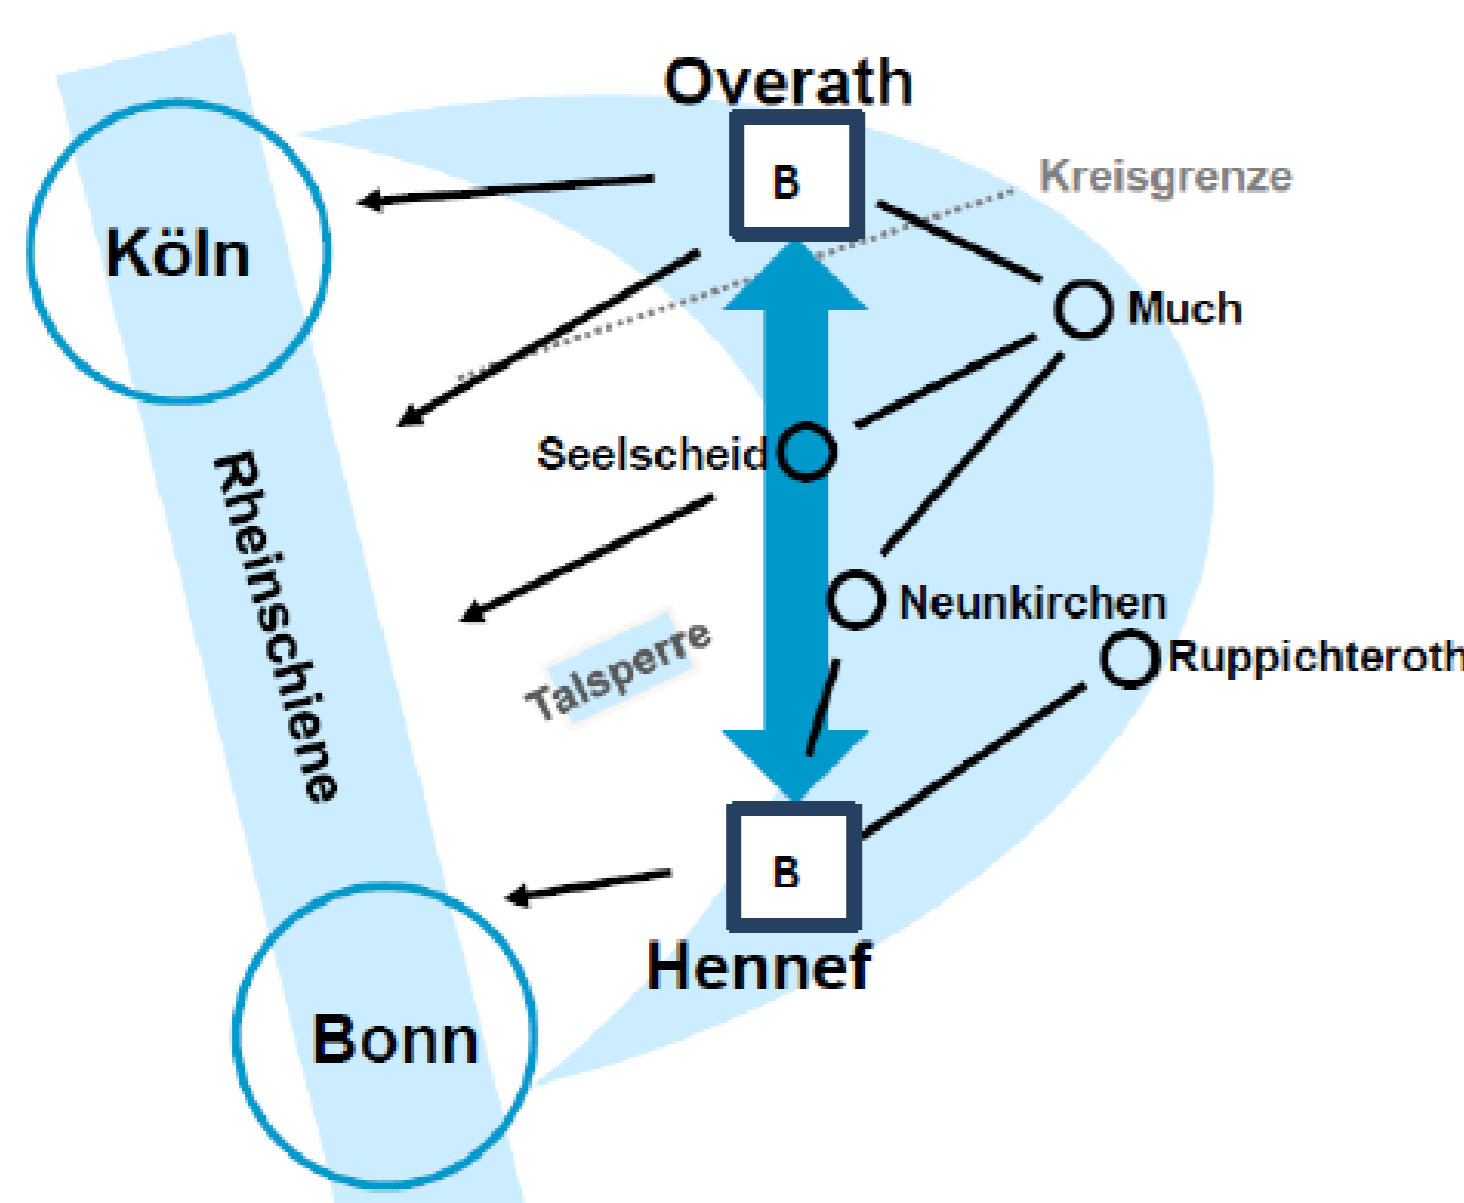 Overath
B
Kreisgrenze
Köln
Much
Seelscheid
Rheinschiene
Neunkirchen
Talsperre
Ruppichteroth
B
Hennef
Bonn